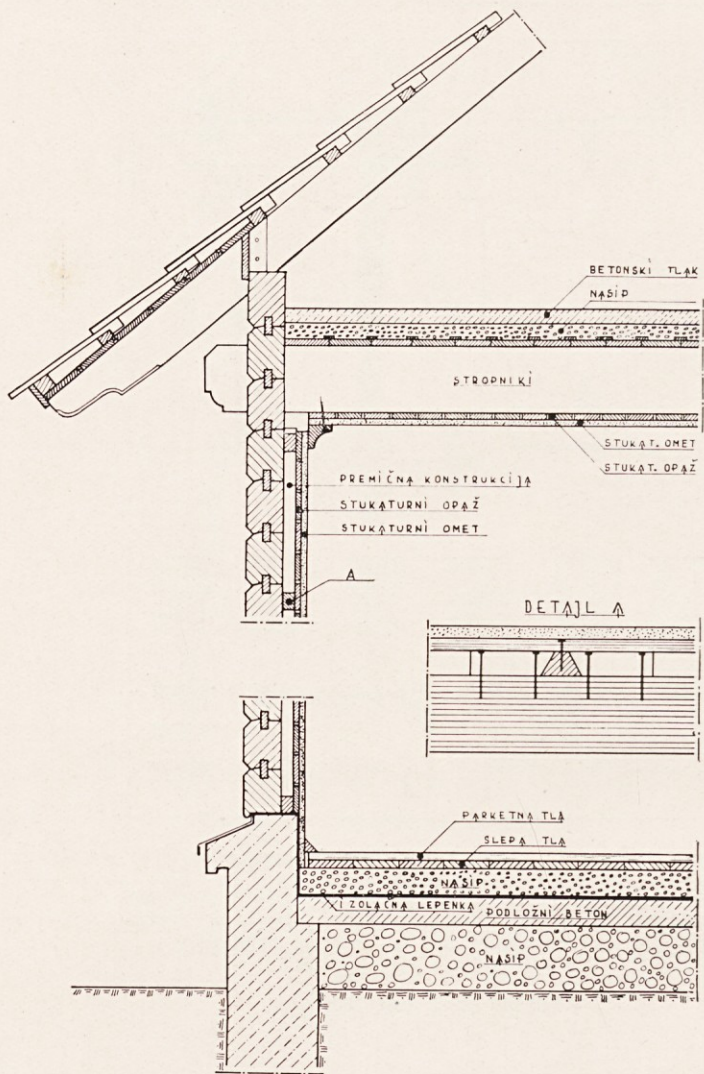 BETONSKI TLAK
NASIP
STROPNIKI
STUKAT. OMET
STUKAT. OPAŽ
PREMIČNA KONSTRUKCIJA
STUKATURNI OPAŽ
STUKATURNI OMET
A
DETAJL A
PARKETNA TLA
SLEPA TLA
NASIP
IZOLAČNA LEPENKA
PODLOŽNI BETON
NASIP